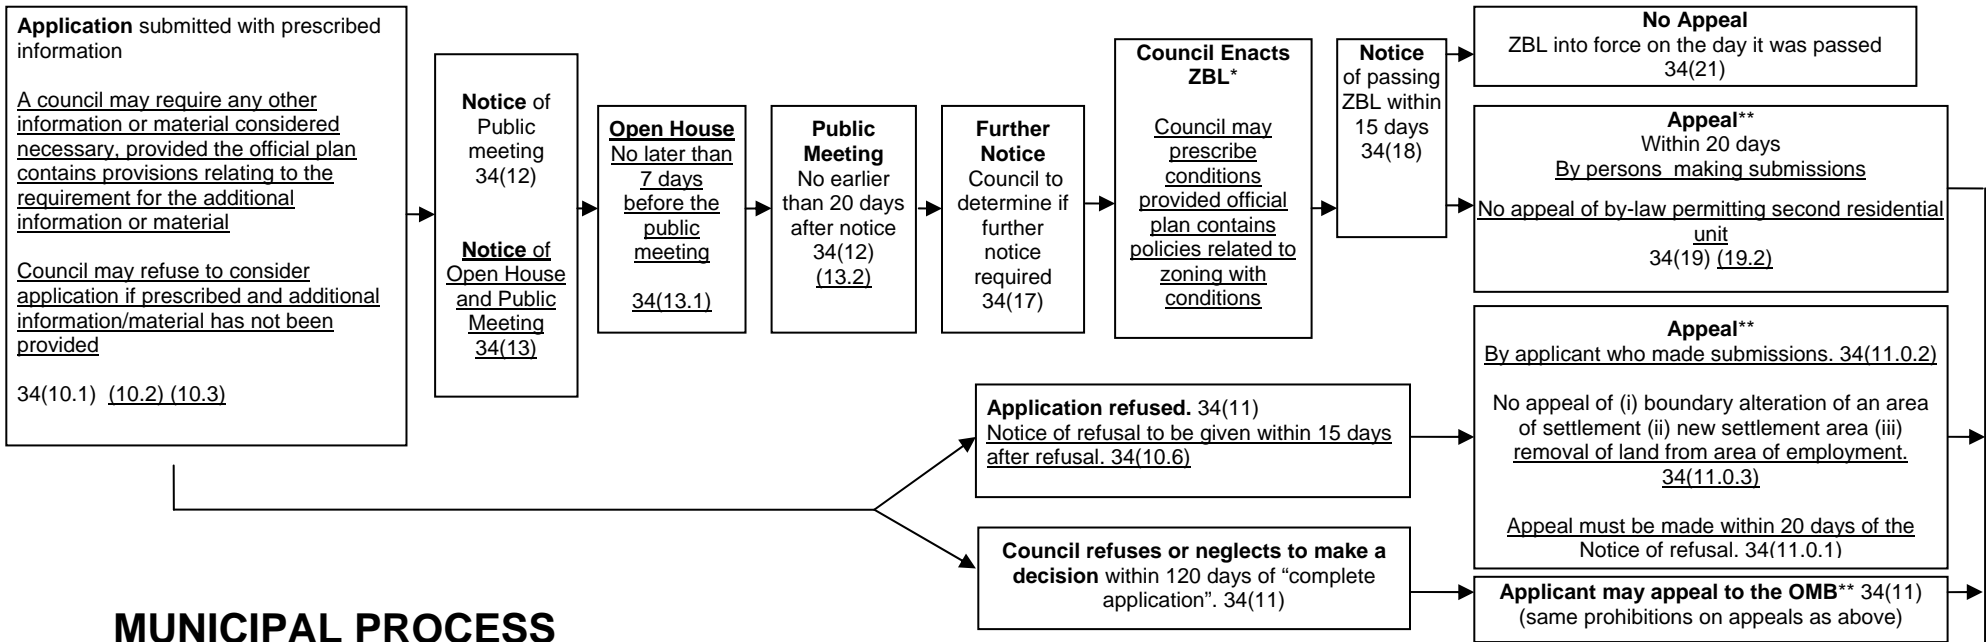 Application submitted with prescribed
information
A council may require any other
information or material considered
necessary, provided the official plan
contains provisions relating to the
requirement for the additional
information or material
Council may refuse to consider
application if prescribed and additional
information/material has not been
provided
34(10.1) (10.2) (10.3)
Notice of
Public
meeting
34(12)
Notice of
Open House
and Public
Meeting
34(13)
Open House
No later than
7 days
before the
public
meeting
34(13.1)
Public
Meeting
No earlier
than 20 days
after notice
34(12)
(13.2)
Further
Notice
Council to
determine if
further
notice
required
34(17)
Council Enacts
ZBL*
Council may
prescribe
conditions
provided official
plan contains
policies related to
zoning with
conditions
Notice
of passing
ZBL within
15 days
34(18)
No Appeal
ZBL into force on the day it was passed
34(21)
Appeal**
Within 20 days
By persons making submissions
No appeal of by-law permitting second residential
unit
34(19) (19.2)
Application refused. 34(11)
Notice of refusal to be given within 15 days
after refusal. 34(10.6)
Appeal**
By applicant who made submissions. 34(11.0.2)
No appeal of (i) boundary alteration of an area
of settlement (ii) new settlement area (iii)
removal of land from area of employment.
34(11.0.3)
Appeal must be made within 20 days of the
Notice of refusal. 34(11.0.1)
Council refuses or neglects to make a
decision within 120 days of “complete
application”. 34(11)
Applicant may appeal to the OMB** 34(11)
(same prohibitions on appeals as above)
MUNICIPAL PROCESS